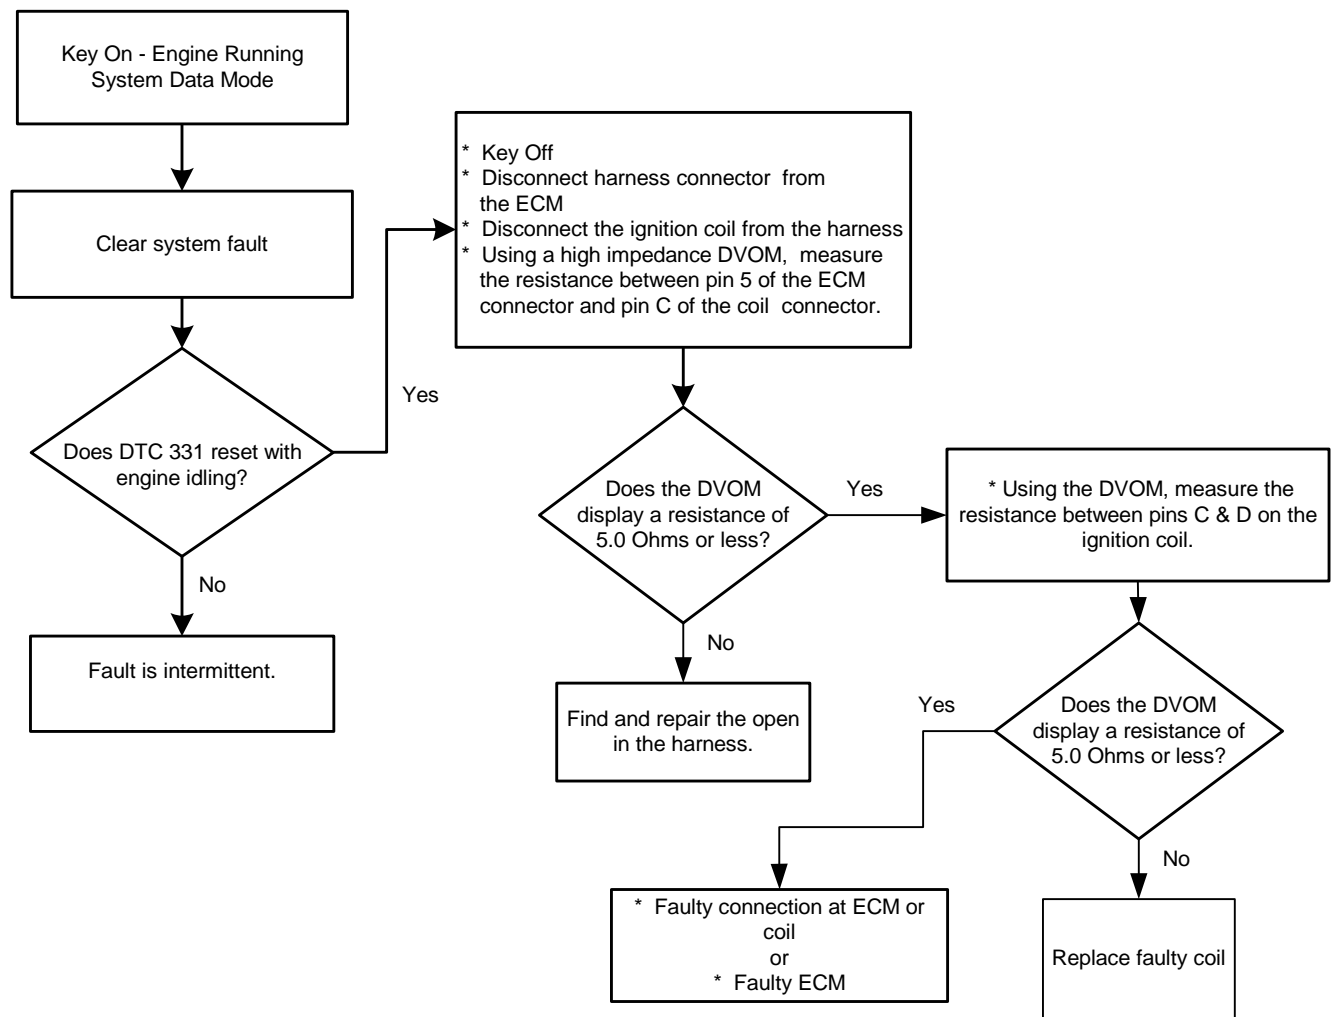 Key On - Engine Running
System Data Mode
Clear system fault
Does DTC 331 reset with
engine idling?
Yes
No
Fault is intermittent.
* Key Off
* Disconnect harness connector from
the ECM
* Disconnect the ignition coil from the harness
* Using a high impedance DVOM, measure
the resistance between pin 5 of the ECM
connector and pin C of the coil connector.
Does the DVOM
display a resistance of
5.0 Ohms or less?
Yes
No
Find and repair the open
in the harness.
* Using the DVOM, measure the
resistance between pins C & D on the
ignition coil.
Does the DVOM
display a resistance of
5.0 Ohms or less?
Yes
No
* Faulty connection at ECM or
coil
or
* Faulty ECM
Replace faulty coil